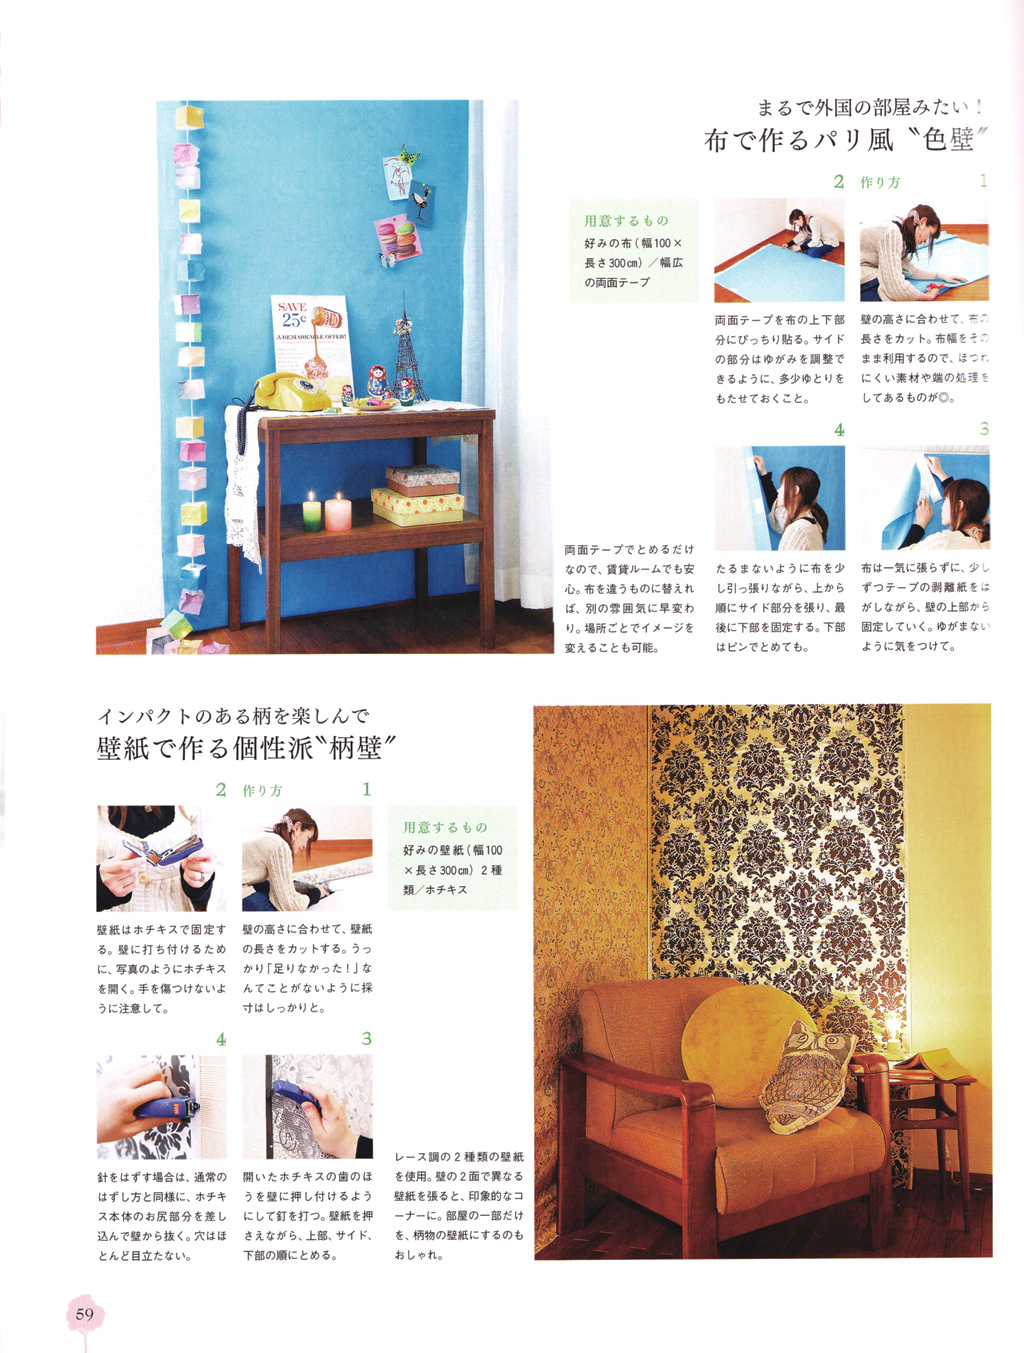 まるで外国の部屋みたい！
布で作るパリ風〝色壁〟
用意するもの
好みの布（幅100×
長さ300㎝）／幅広
の両面テープ
作り方
1
壁の高さに合わせて、布の
長さをカット。布幅をその
まま利用するので、ほつれ
にくい素材や端の処理を
してあるものが◎。
2
両面テープを布の上下部
分にぴっちり貼る。サイド
の部分はゆがみを調整で
きるように、多少ゆとりを
もたせておくこと。
3
布は一気に張らずに、少し
ずつテープの剥離紙をは
がしながら、壁の上部から
固定していく。ゆがまない
ように気をつけて。
4
たるまないように布を少
し引っ張りながら、上から
順にサイド部分を張り、最
後に下部を固定する。下部
はピンでとめても。
両面テープでとめるだけ
なので、賃貸ルームでも安
心。布を違うものに替えれ
ば、別の雰囲気に早変わ
り。場所ごとでイメージを
変えることも可能。
SAVE
25¢
A REMARKABLE OFFER!
インパクトのある柄を楽しんで
壁紙で作る個性派〝柄壁〟
用意するもの
好みの壁紙（幅100
×長さ300㎝）2種
類／ホチキス
作り方
1
壁の高さに合わせて、壁紙
の長さをカットする。うっ
かり「足りなかった！」な
んてことがないように採
寸はしっかりと。
2
壁紙はホチキスで固定す
る。壁に打ち付けるため
に、写真のようにホチキス
を開く。手を傷つけないよ
うに注意して。
3
開いたホチキスの歯のほ
うを壁に押し付けるよう
にして釘を打つ。壁紙を押
さえながら、上部、サイド、
下部の順にとめる。
4
針をはずす場合は、通常の
はずし方と同様に、ホチキ
ス本体のお尻部分を差し
込んで壁から抜く。穴はほ
とんど目立たない。
レース調の2種類の壁紙
を使用。壁の2面で異なる
壁紙を張ると、印象的なコ
ーナーに。部屋の一部だけ
を、柄物の壁紙にするのも
おしゃれ。
59